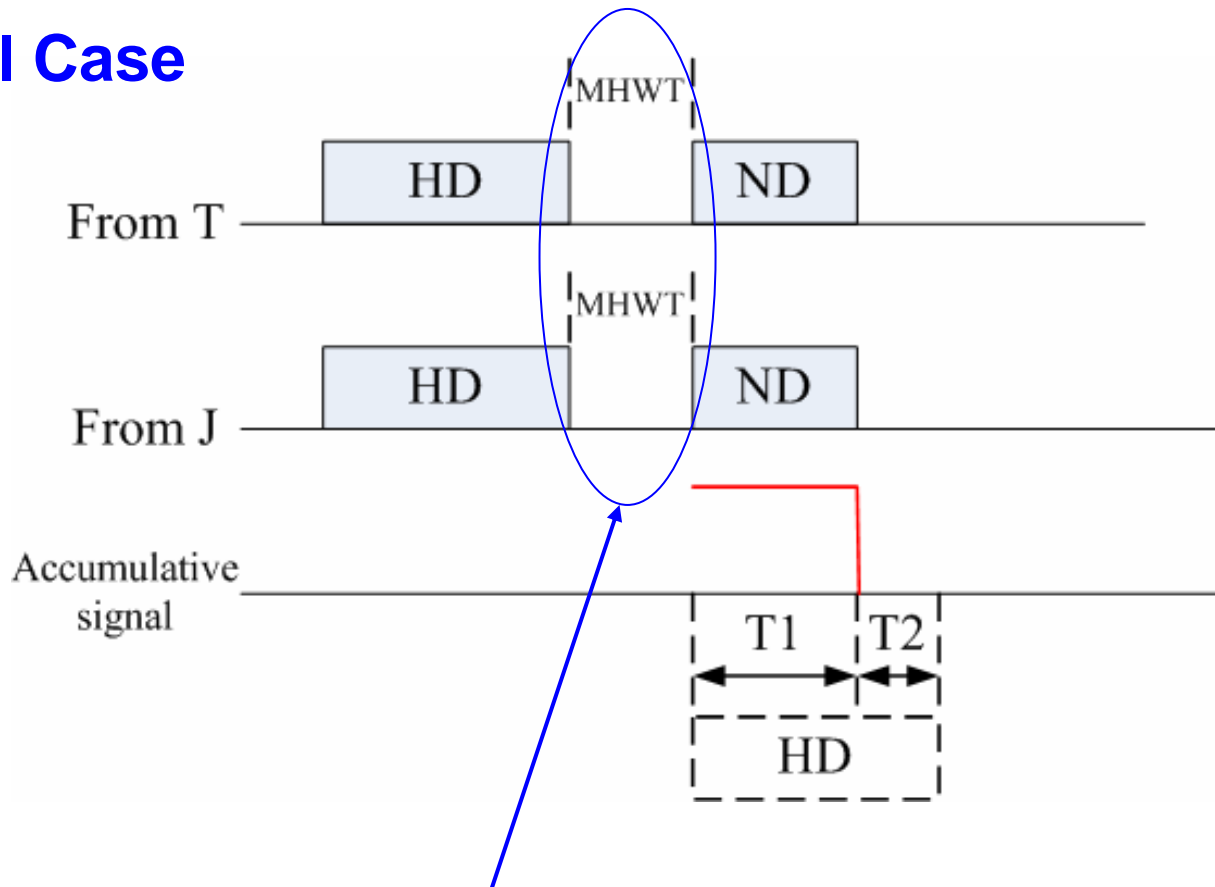 l Case
MHWT
HD
ND
From T
MHWT
HD
ND
From J
Accumulative
signal
T1
T2
HD